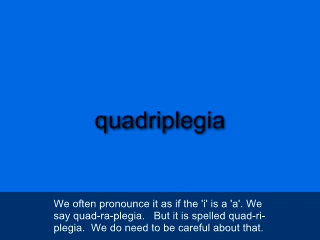 quadriplegia
We often pronounce it as if the 'i' is a 'a'. We
say quad-ra-plegia.   But it is spelled quad-ri-
plegia.  We do need to be careful about that.